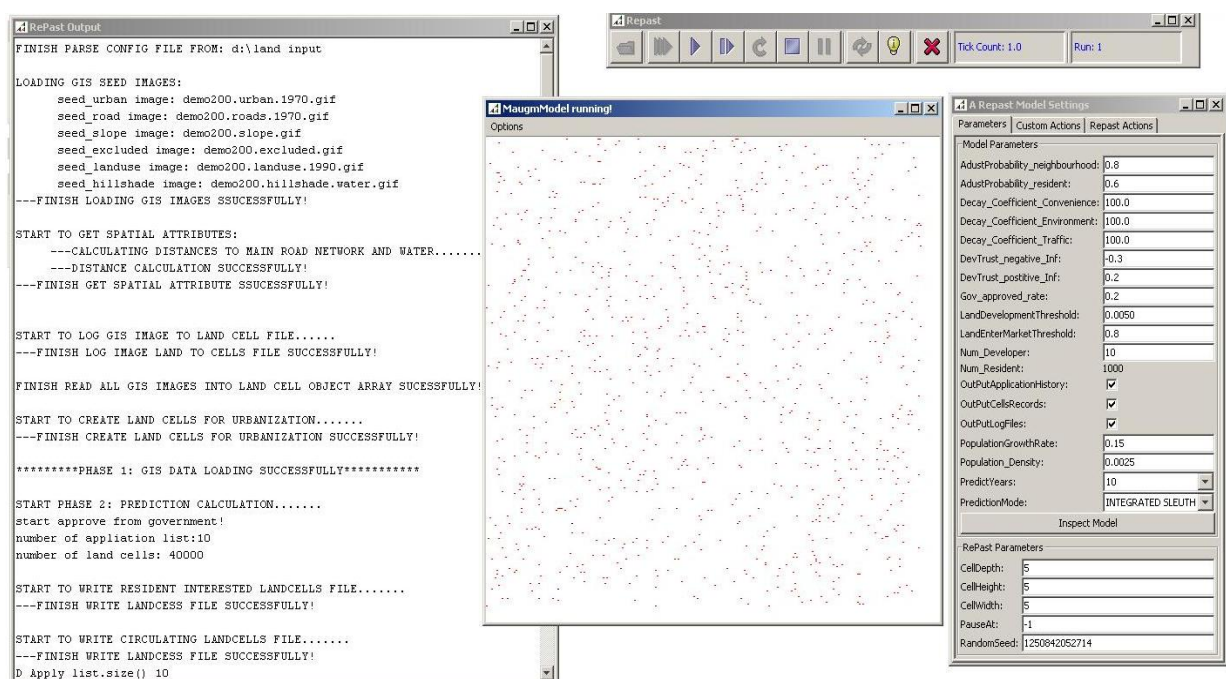 RePast Output
FINISH PARSE CONFIG FILE FROM: d:\land input
LOADING GIS SEED IMAGES:
seed_urban image: demo200.urban.1970.gif
seed_road image: demo200.roads.1970.gif
seed_slope image: demo200.slope.gif
seed_excluded image: demo200.excluded.gif
seed_landuse image: demo200.landuse.1990.gif
seed_hillshade image: demo200.hillshade.water.gif
---FINISH LOADING GIS IMAGES SSUCESSFULLY!
START TO GET SPATIAL ATTRIBUTES:
---CALCULATING DISTANCES TO MAIN ROAD NETWORK AND WATER.......
---DISTANCE CALCULATION SUCCESSFULLY!
---FINISH GET SPATIAL ATTRIBUTE SSUCESSFULLY!
START TO LOG GIS IMAGE TO LAND CELL FILE......
---FINISH LOG IMAGE LAND TO CELLS FILE SUCCESSFULLY!
FINISH READ ALL GIS IMAGES INTO LAND CELL OBJECT ARRAY SUCESSFULLY!
START TO CREATE LAND CELLS FOR URBANIZATION.......
---FINISH CREATE LAND CELLS FOR URBANIZATION SUCCESSFULLY!
*********PHASE 1: GIS DATA LOADING SUCCESSFULLY***********
START PHASE 2: PREDICTION CALCULATION.......
start approve from government!
number of appliation list:10
number of land cells: 40000
START TO WRITE RESIDENT INTERESTED LANDCELLS FILE.......
---FINISH WRITE LANDCESS FILE SUCCESSFULLY!
START TO WRITE CIRCULATING LANDCELLS FILE.......
---FINISH WRITE LANDCESS FILE SUCCESSFULLY!
D Apply list.size() 10
Repast
Tick Count: 1.0
Run: 1
MaugmModel running!
Options
A Repast Model Settings
Parameters Custom Actions Repast Actions
Model Parameters
AdustProbability_neighbourhood: 0.8
AdustProbability_resident: 0.6
Decay_Coefficient_Convenience: 100.0
Decay_Coefficient_Environment: 100.0
Decay_Coefficient_Traffic: 100.0
DevTrust_negative_Inf: -0.3
DevTrust_postitive_Inf: 0.2
Gov_approved_rate: 0.2
LandDevelopmentThreshold: 0.0050
LandEnterMarketThreshold: 0.8
Num_Developer: 10
Num_Resident: 1000
OutPutApplicationHistory:
OutPutCellsRecords:
OutPutLogFiles:
PopulationGrowthRate: 0.15
Population_Density: 0.0025
PredictYears: 10
PredictionMode: INTEGRATED SLEUTH
Inspect Model
RePast Parameters
CellDepth: 5
CellHeight: 5
CellWidth: 5
PauseAt: -1
RandomSeed: 1250842052714